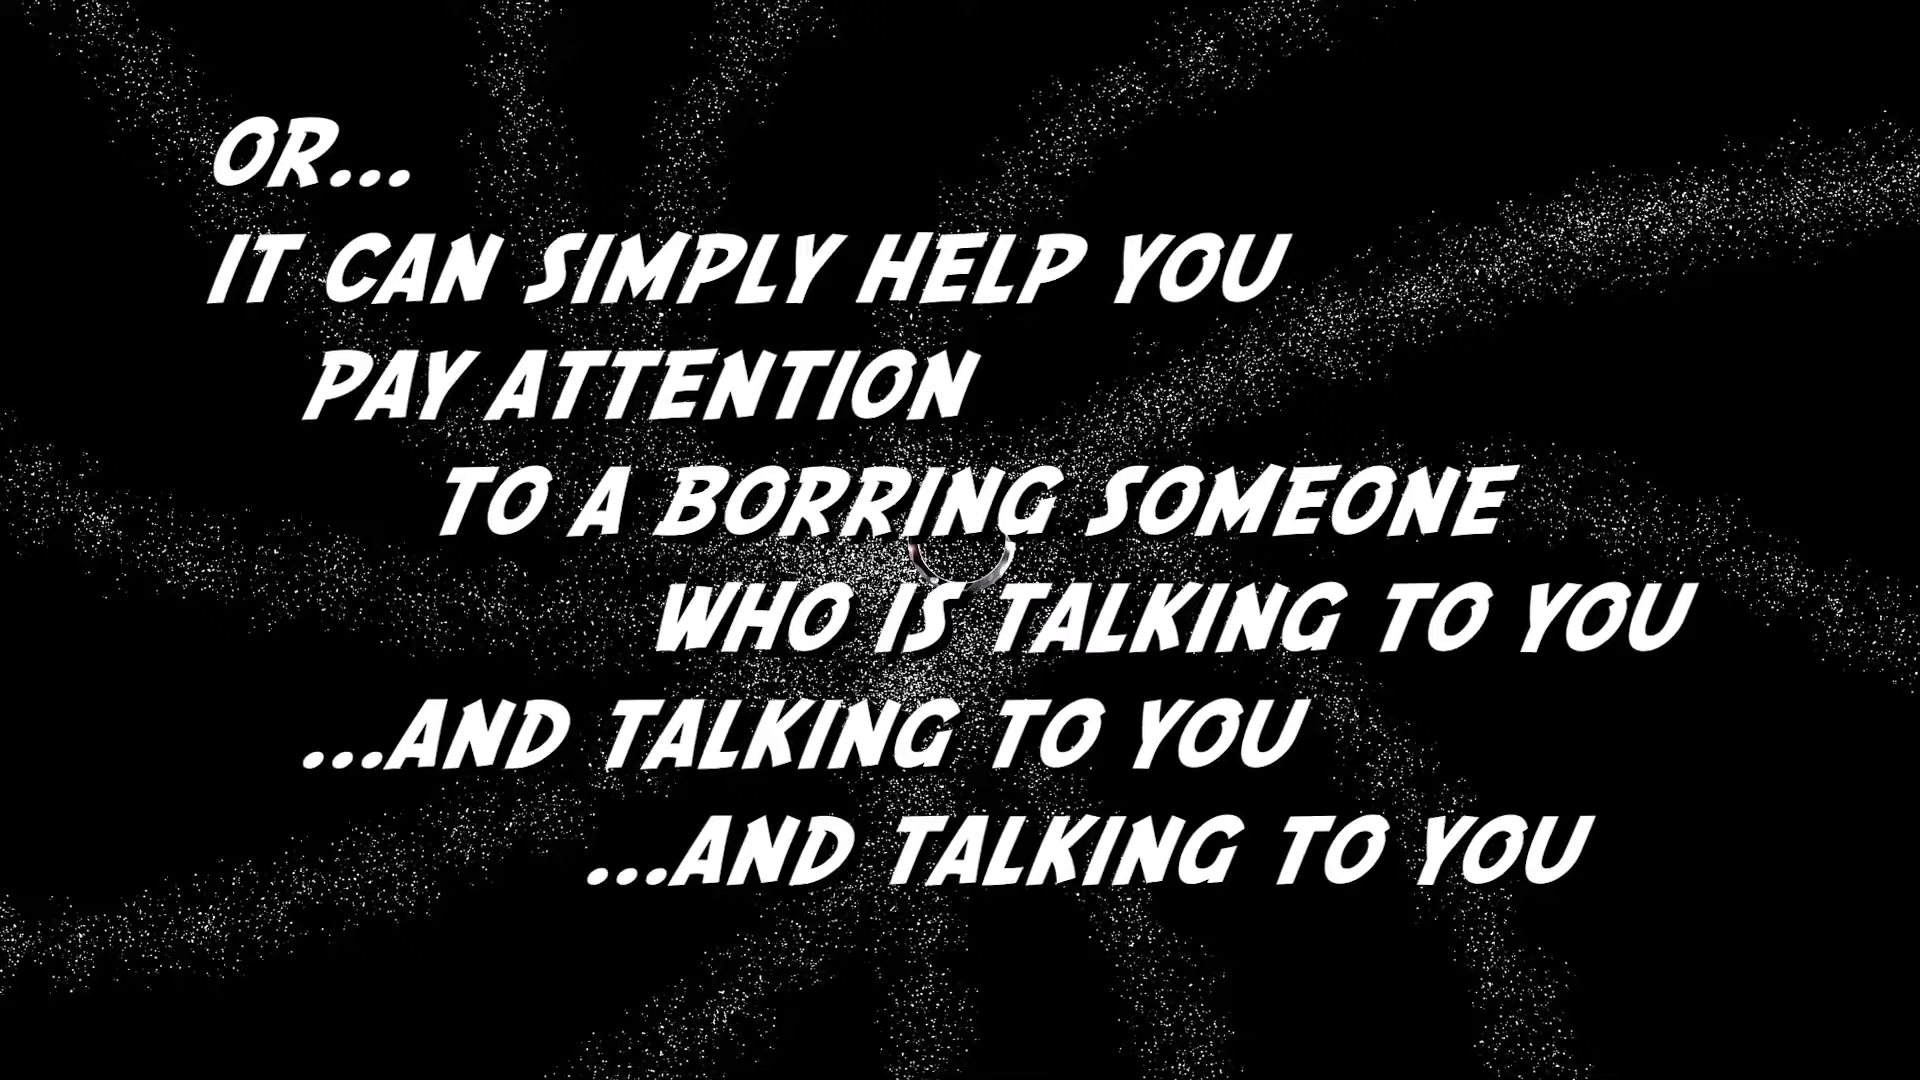 OR...
IT CAN SIMPLY HELP YOU
PAY ATTENTION
TO A BORRING SOMEONE
WHO IS TALKING TO YOU
...AND TALKING TO YOU
...AND TALKING TO YOU